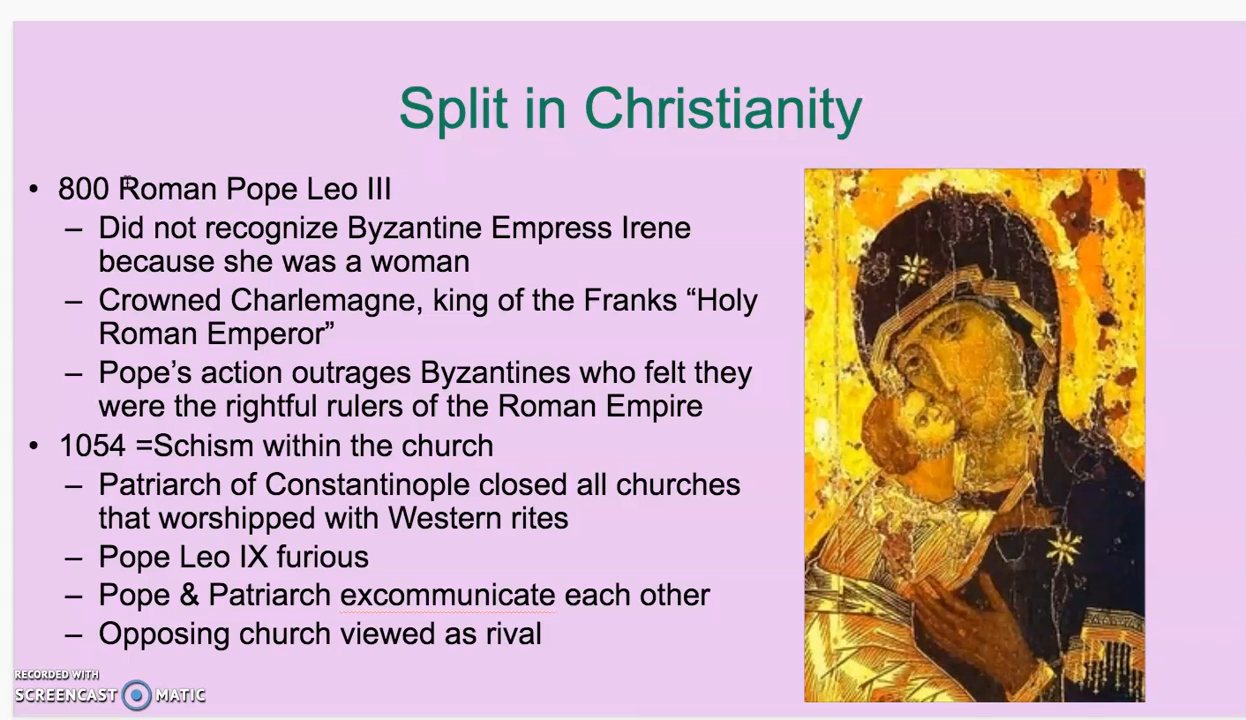 Split in Christianity
• 800 Roman Pope Leo III
– Did not recognize Byzantine Empress Irene
because she was a woman
– Crowned Charlemagne, king of the Franks “Holy
Roman Emperor”
– Pope’s action outrages Byzantines who felt they
were the rightful rulers of the Roman Empire
• 1054 =Schism within the church
– Patriarch of Constantinople closed all churches
that worshipped with Western rites
– Pope Leo IX furious
– Pope & Patriarch excommunicate each other
– Opposing church viewed as rival
RECORDED WITH
SCREENCAST MATIC